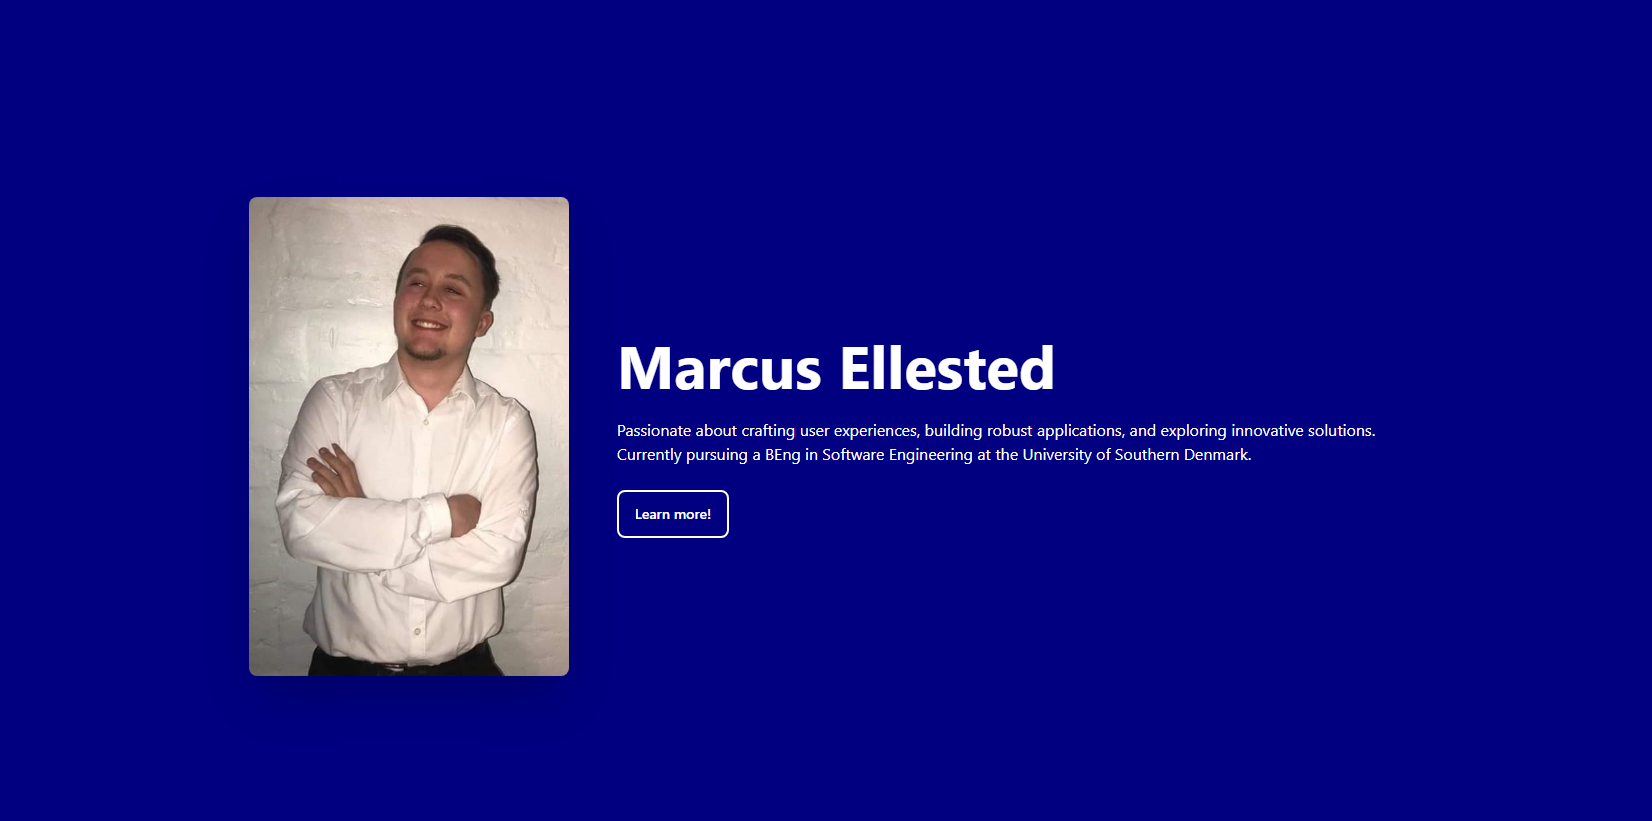 Marcus Ellested
Passionate about crafting user experiences, building robust applications, and exploring innovative solutions.
Currently pursuing a BEng in Software Engineering at the University of Southern Denmark.
Learn more!